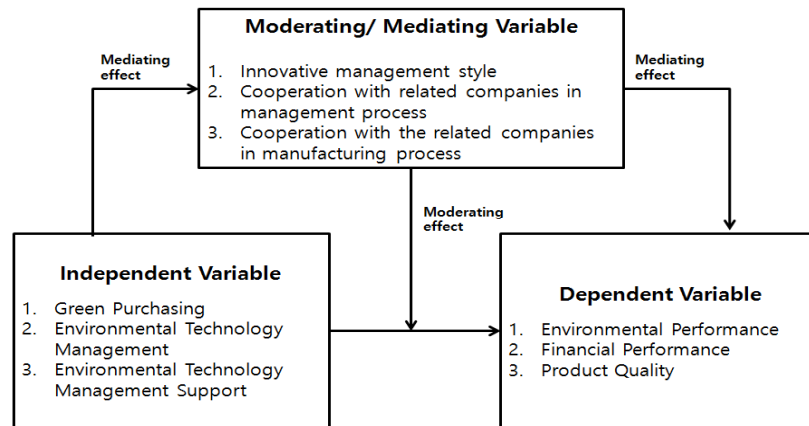 Moderating/ Mediating Variable
1. Innovative management style
2. Cooperation with related companies in
management process
3. Cooperation with the related companies
in manufacturing process
Mediating
effect
Mediating
effect
Moderating
effect
Independent Variable
1. Green Purchasing
2. Environmental Technology
Management
3. Environmental Technology
Management Support
Dependent Variable
1. Environmental Performance
2. Financial Performance
3. Product Quality